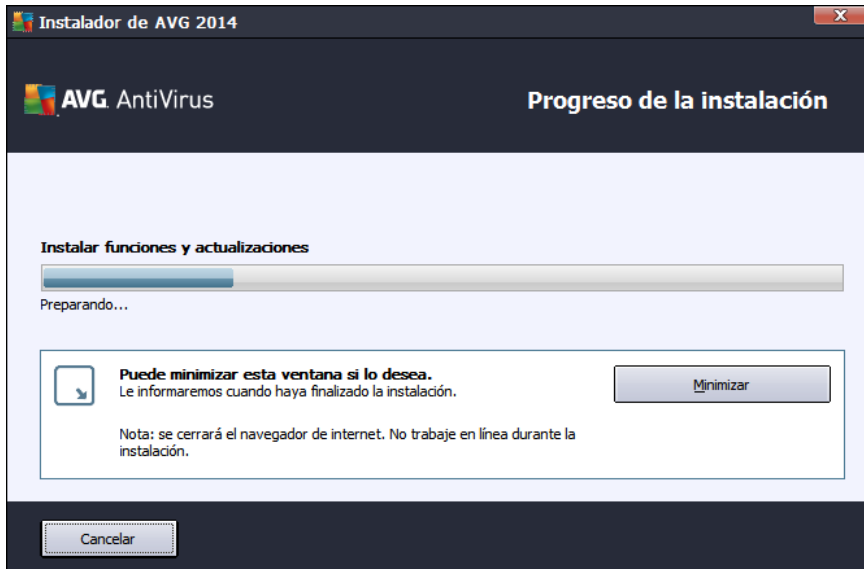 Instalador de AVG 2014
X
AVG. AntiVirus
Progreso de la instalación
Instalar funciones y actualizaciones
Preparando...
Puede minimizar esta ventana si lo desea.
Le informaremos cuando haya finalizado la instalación.
Minimizar
Nota: se cerrará el navegador de internet. No trabaje en línea durante la
instalación.
Cancelar